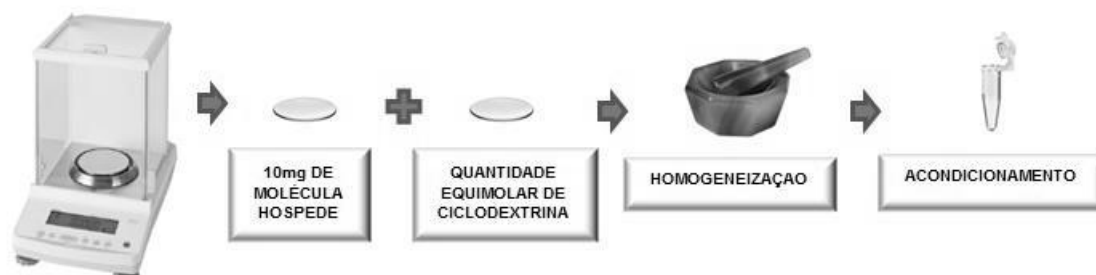 10mg DE
MOLÉCULA
HOSPEDE
QUANTIDADE
EQUIMOLAR DE
CICLODEXTRINA
HOMOGENEIZAÇAO
ACONDICIONAMENTO